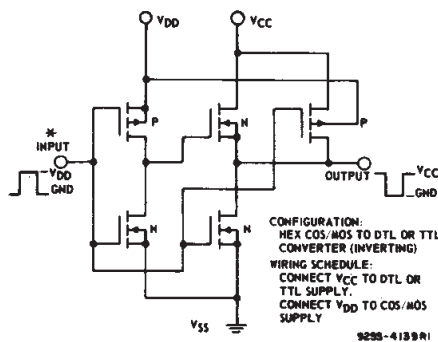 VDD
VCC
P
N
P
*
INPUT
VDD
GND
OUTPUT
VCC
GND
N
N
CONFIGURATION:
HEX COS/MOS TO DTL OR TTL
CONVERTER (INVERTING)
WIRING SCHEDULE:
CONNECT VCC TO DTL OR
TTL SUPPLY.
CONNECT VDD TO COS/MOS
SUPPLY
VSS
92SS-4139R1